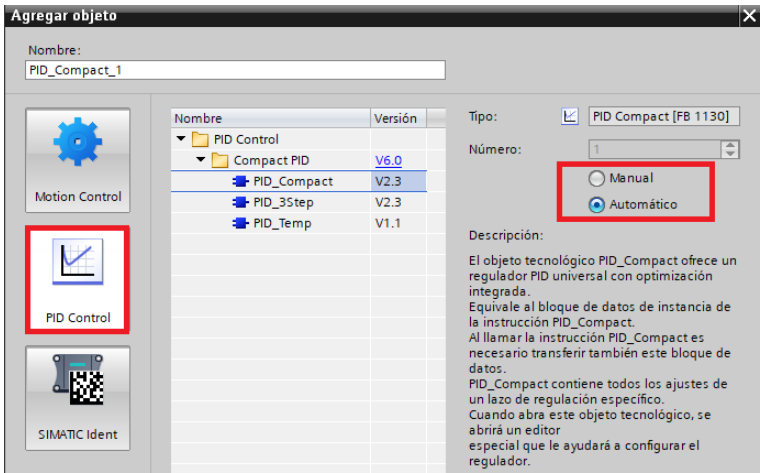 Agregar objeto
Nombre:
PID_Compact_1
Motion Control
PID Control
SIMATIC Ident
Nombre Versión
PID Control
Compact PID V6.0
PID_Compact V2.3
PID_3Step V2.3
PID_Temp V1.1
Tipo: PID Compact [FB 1130]
Número: 1
Manual
Automático
Descripción:
El objeto tecnológico PID_Compact ofrece un
regulador PID universal con optimización
integrada.
Equivale al bloque de datos de instancia de
la instrucción PID_Compact.
Al llamar la instrucción PID_Compact es
necesario transferir también este bloque de
datos.
PID_Compact contiene todos los ajustes de
un lazo de regulación específico.
Cuando abra este objeto tecnológico, se
abrirá un editor
especial que le ayudará a configurar el
regulador.